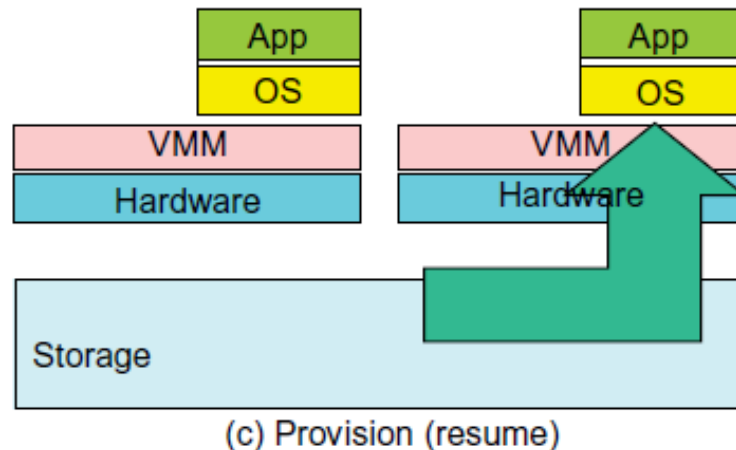 App App
OS OS
VMM VMM
Hardware Hardware
Storage
(c) Provision (resume)